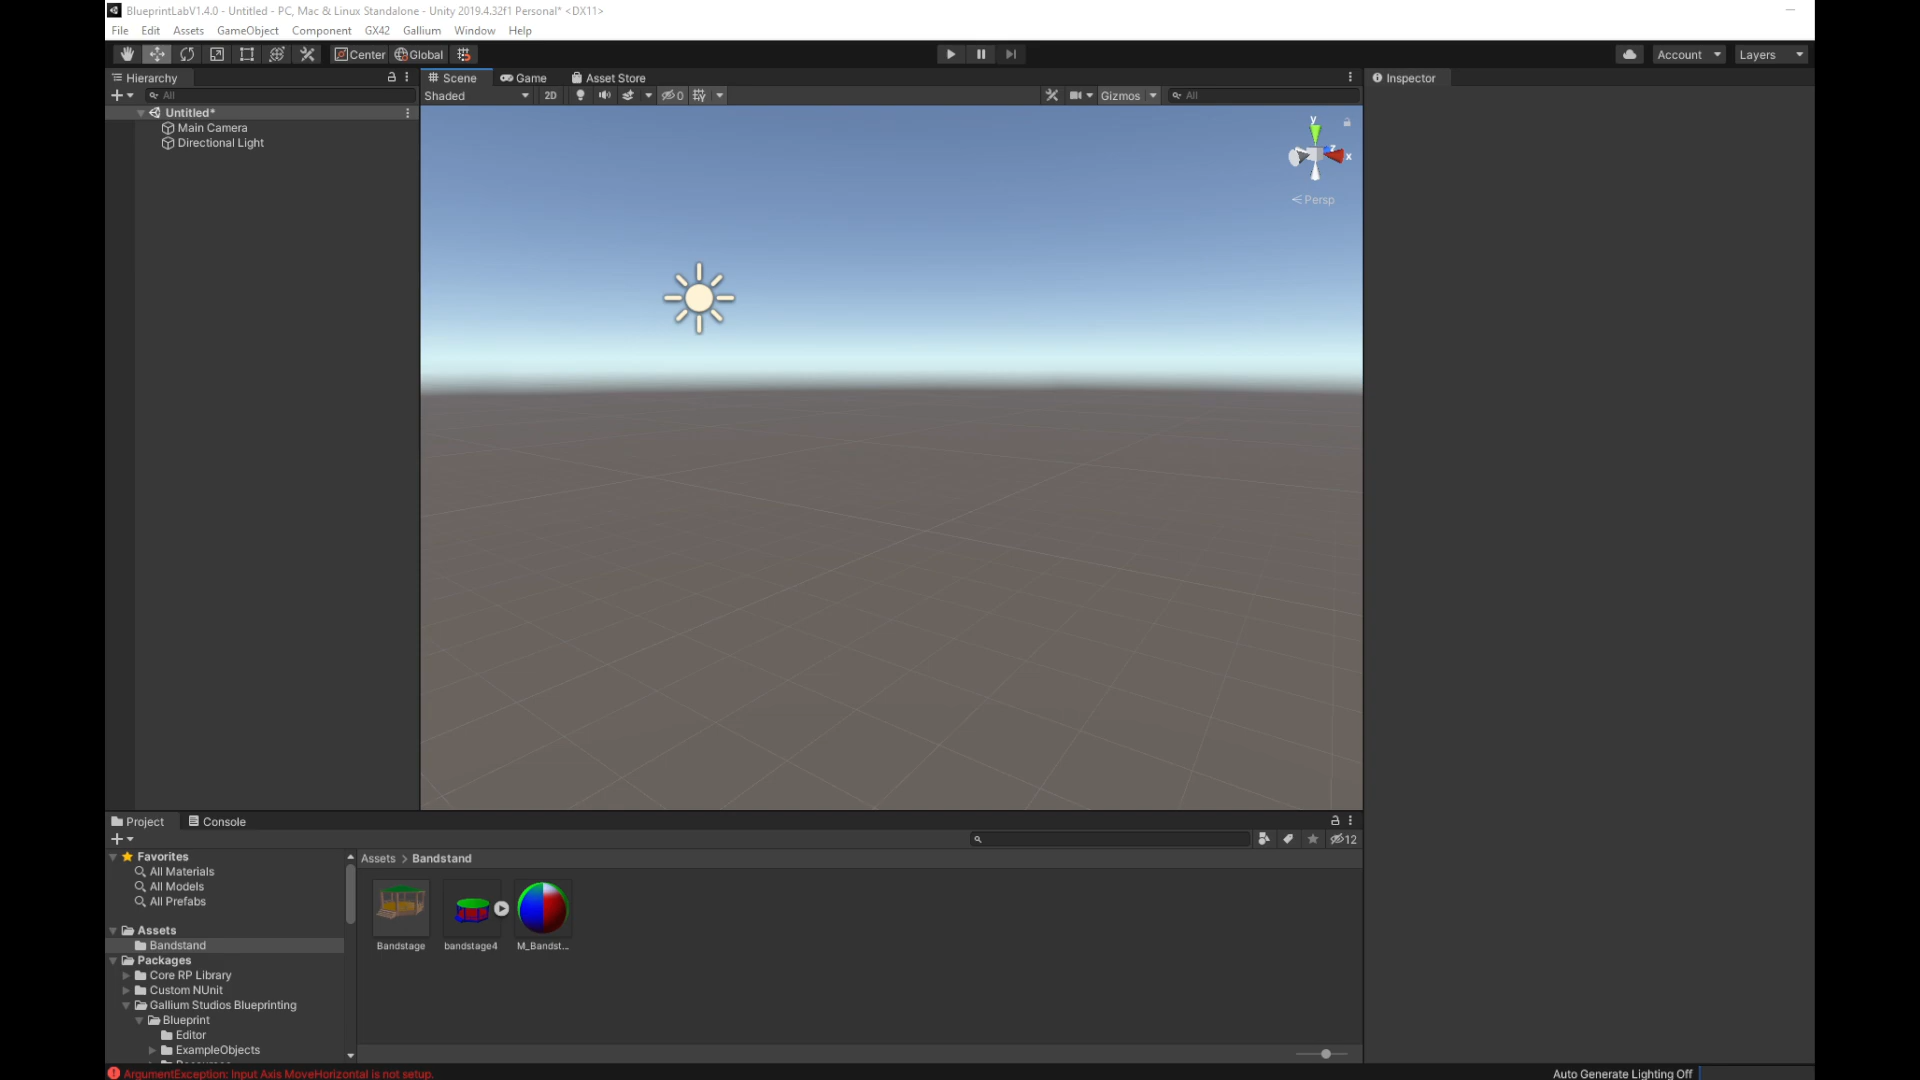 BlueprintLabV1.4.0 - Untitled - PC, Mac & Linux Standalone - Unity 2019.4.32f1 Personal* <DX11>
File Edit Assets GameObject Component GX42 Gallium Window Help
Center Global Account Layers
Hierarchy
All
Untitled*
Main Camera
Directional Light
Scene Game Asset Store
Shaded 2D 0 Gizmos All
y
z
x
Persp
Inspector
Project Console
12
Favorites
All Materials
All Models
All Prefabs
Assets
Bandstand
Packages
Core RP Library
Custom NUnit
Gallium Studios Blueprinting
Blueprint
Editor
ExampleObjects
Assets > Bandstand
Bandstage bandstage4 M_Bandst...
ArgumentException: Input Axis MoveHorizontal is not setup.
Auto Generate Lighting Off